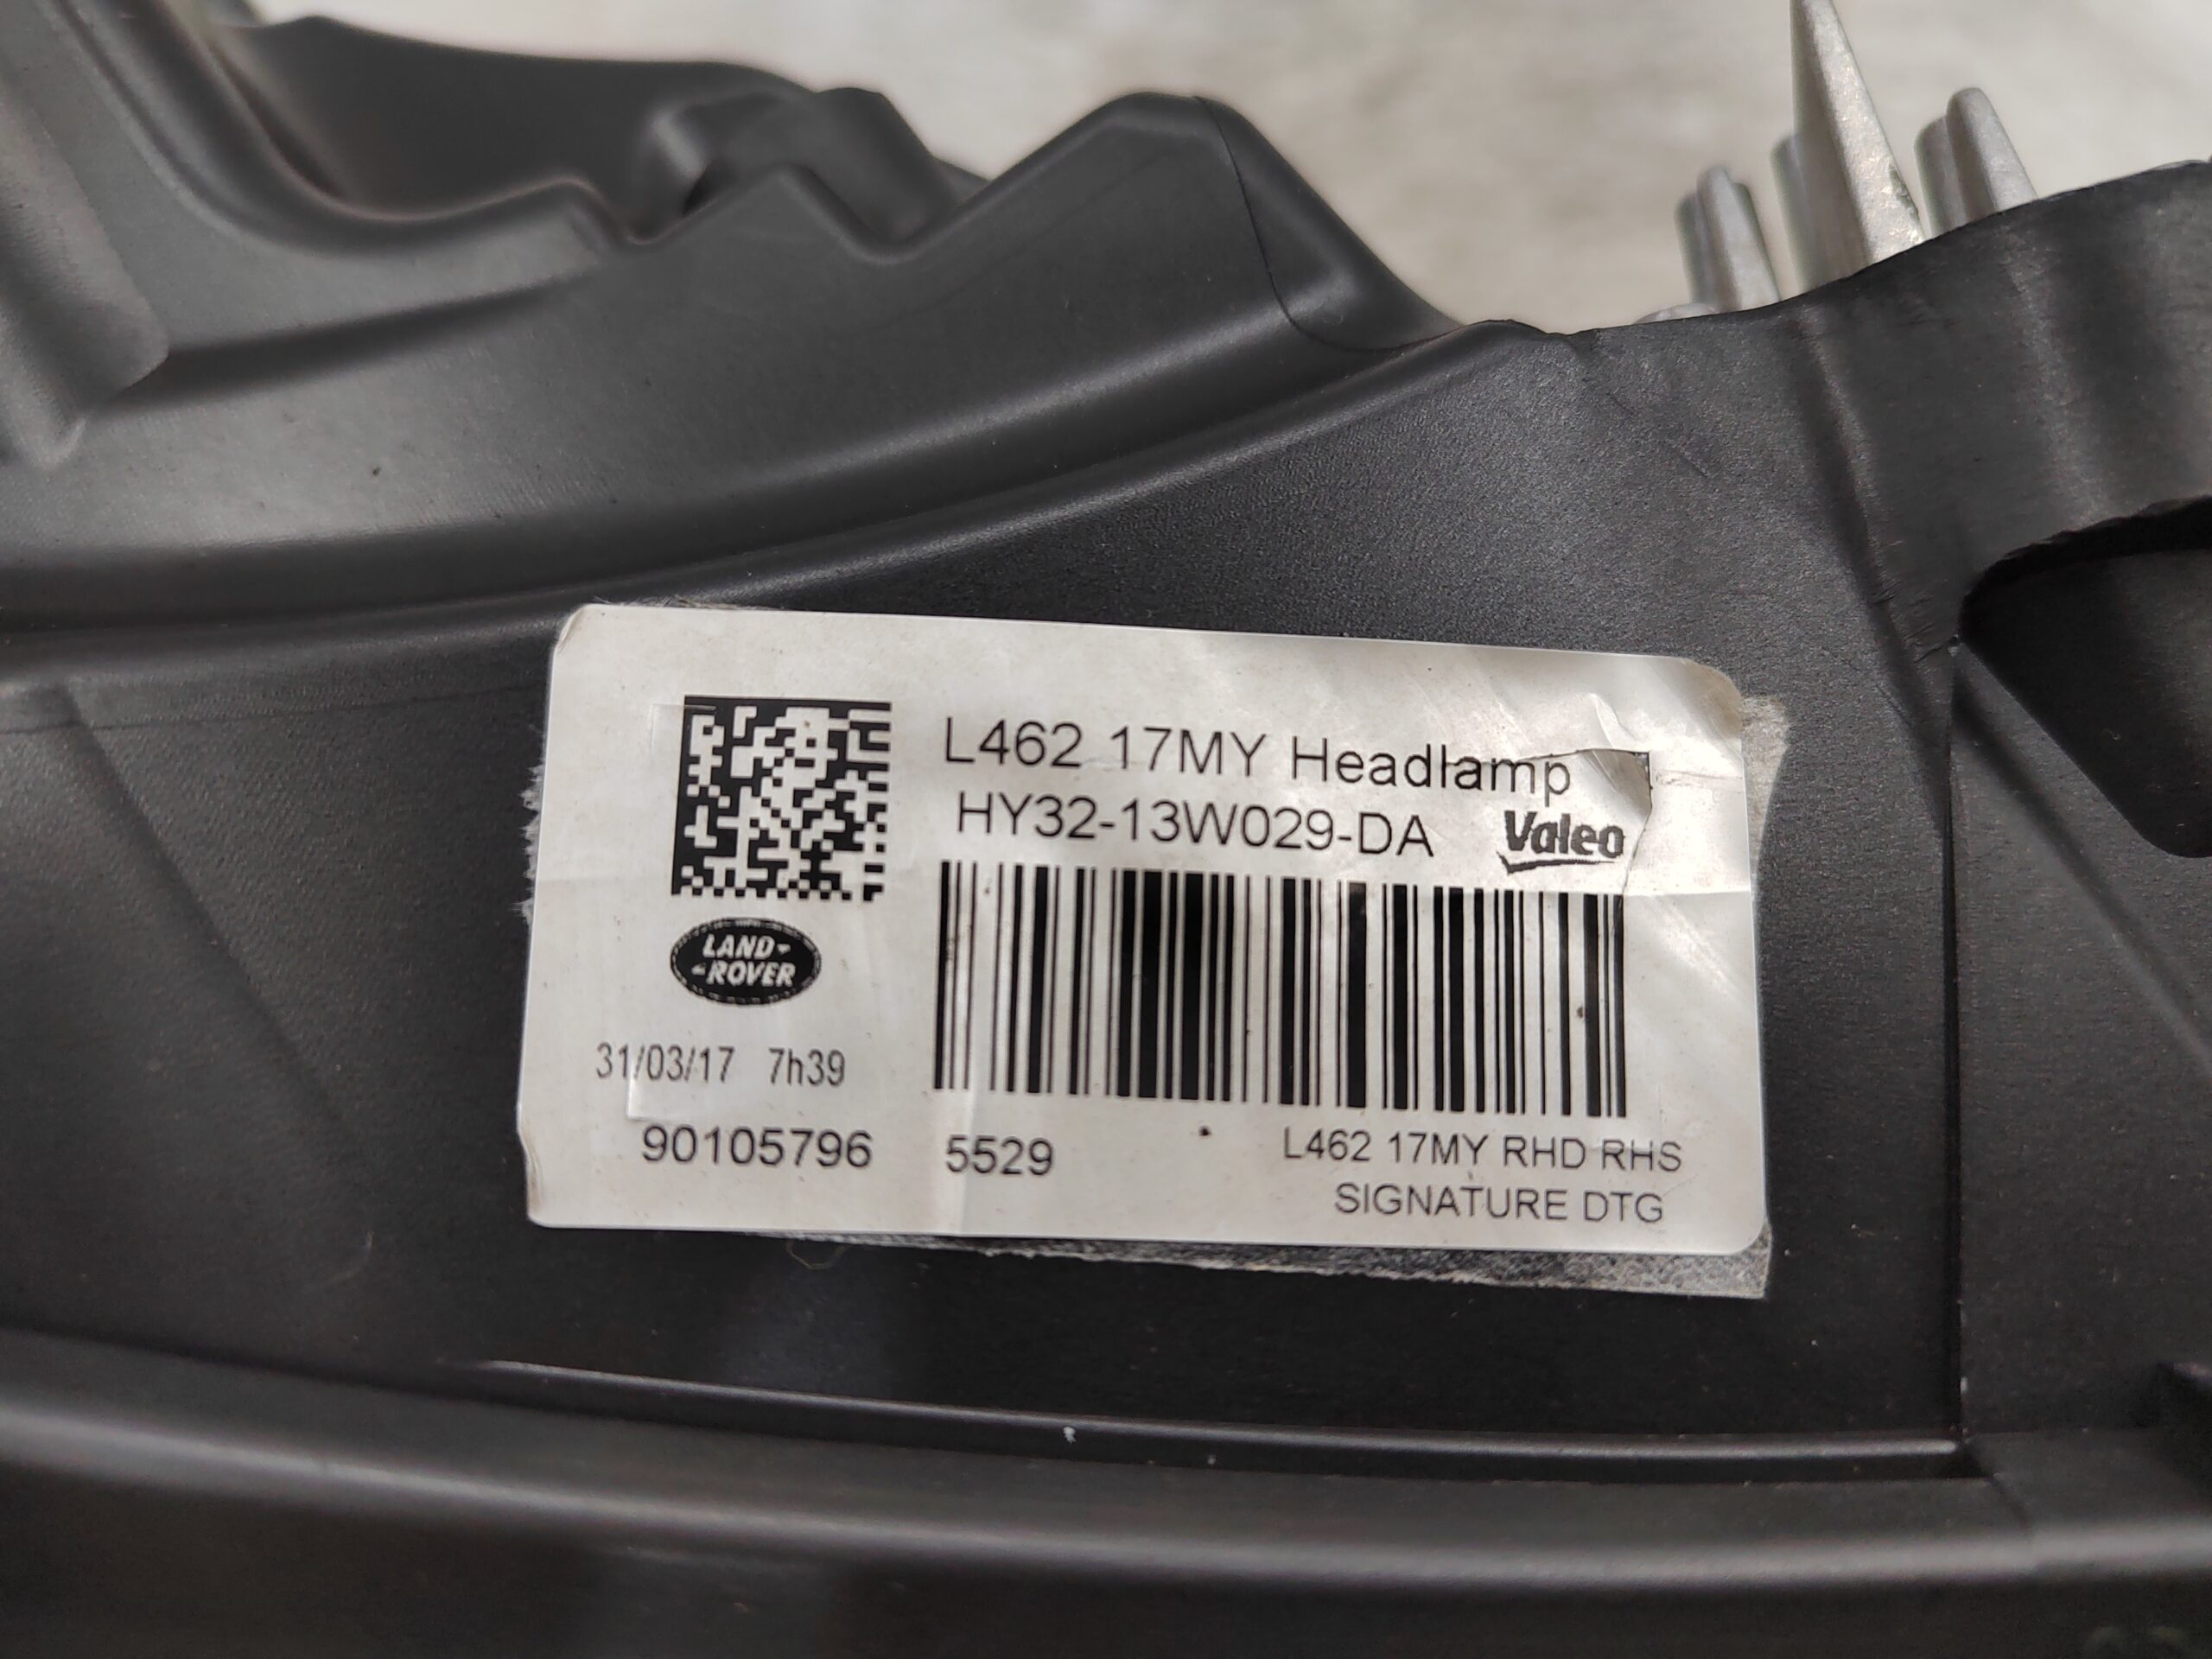 L462 17MY Headlamp
HY32-13W029-DA
Valeo
LAND-
-ROVER
31/03/17 7h39
90105796
5529
L462 17MY RHD RHS
SIGNATURE DTG